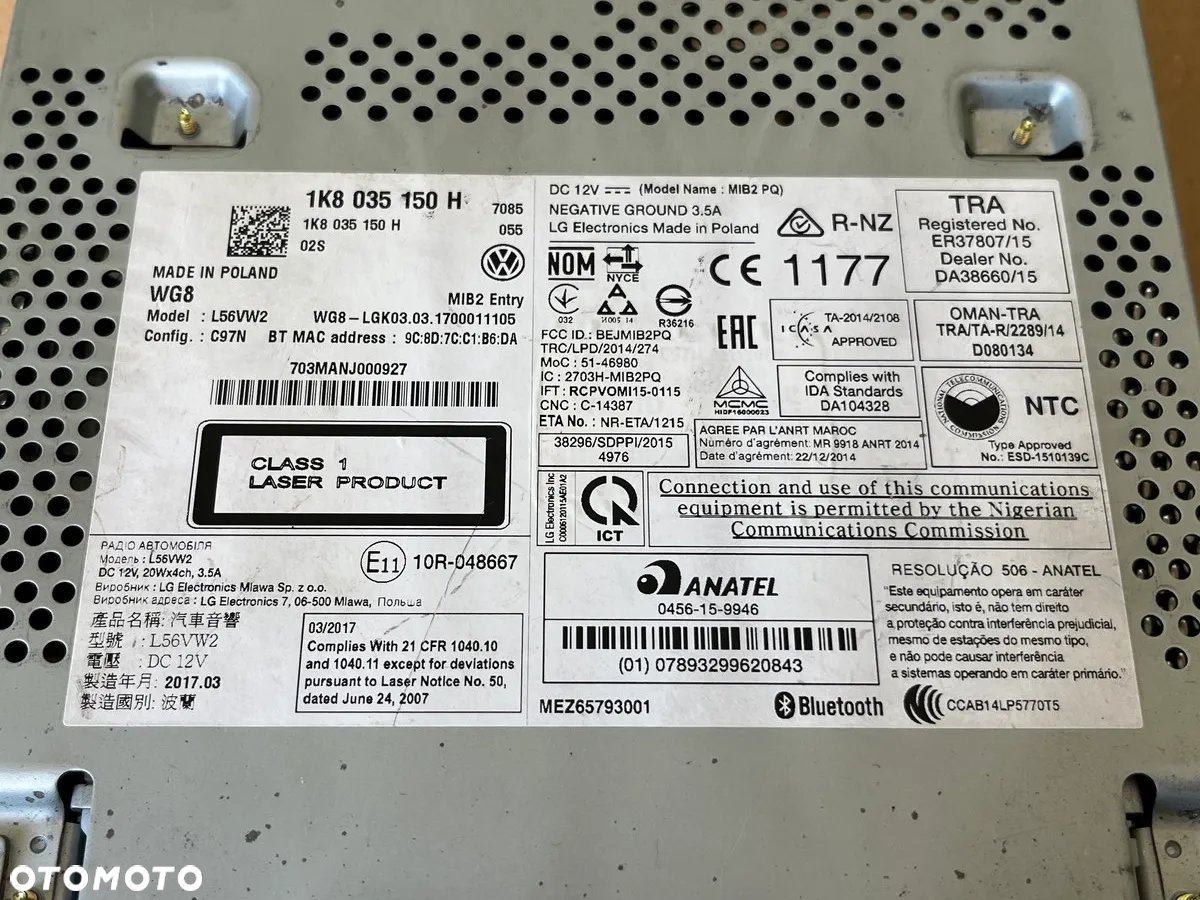 1K8 035 150 H
7085
1K8 035 150 H
055
02S
MADE IN POLAND
WG8
MIB2 Entry
Model : L56VW2
WG8-LGK03.03.1700011105
Config. : C97N
BT MAC address : 9C:8D:7C:C1:B6:DA
703MANJ000927
CLASS 1
LASER PRODUCT
РАДІО АВТОМОБІЛЯ
Модель : L56VW2
DC 12V, 20Wx4ch, 3.5A
Виробник : LG Electronics Mlawa Sp. z o.o.
Виробник адреса : LG Electronics 7, 06-500 Mlawa, Польша
E11 10R-048667
產品名稱: 汽車音響
型號 : L56VW2
電壓 : DC 12V
製造年月: 2017.03
製造國別: 波蘭
03/2017
Complies With 21 CFR 1040.10
and 1040.11 except for deviations
pursuant to Laser Notice No. 50,
dated June 24, 2007
DC 12V (Model Name : MIB2 PQ)
NEGATIVE GROUND 3.5A
LG Electronics Made in Poland
R-NZ
TRA
Registered No.
ER37807/15
Dealer No.
DA38660/15
NOM
NYCE
CE 1177
032
R36216
EAC
ICASA
TA-2014/2108
APPROVED
OMAN-TRA
TRA/TA-R/2289/14
D080134
FCC ID : BEJMIB2PQ
TRC/LPD/2014/274
MoC : 51-46980
IC : 2703H-MIB2PQ
IFT : RCPVOMI15-0115
CNC : C-14387
ETA No. : NR-ETA/1215
38296/SDPPI/2015
4976
MCMC
HIDF16000023
Complies with
IDA Standards
DA104328
NATIONAL TELECOMMUNICATIONS COMMISSION
NTC
Type Approved
No.: ESD-1510139C
AGREE PAR L'ANRT MAROC
Numéro d'agrément: MR 9918 ANRT 2014
Date d'agrément: 22/12/2014
LG Electronics Inc
ICT
Connection and use of this communications
equipment is permitted by the Nigerian
Communications Commission
ANATEL
0456-15-9946
(01) 07893299620843
RESOLUÇÃO 506 - ANATEL
"Este equipamento opera em caráter
secundário, isto é, não tem direito
a proteção contra interferência prejudicial,
mesmo de estações do mesmo tipo,
e não pode causar interferência
a sistemas operando em caráter primário."
MEZ65793001
Bluetooth
CCAB14LP5770T5
OTOMOTO